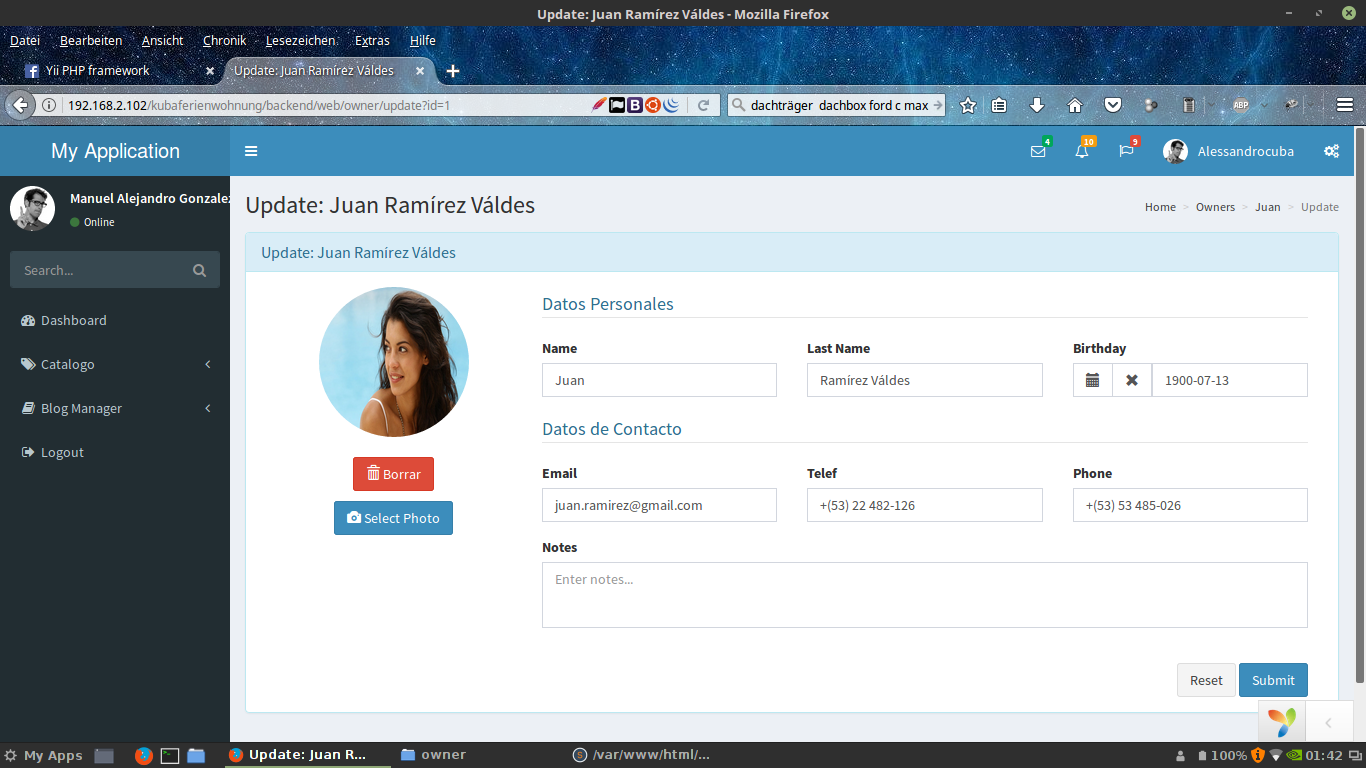 Update: Juan Ramírez Váldes - Mozilla Firefox
Datei Bearbeiten Ansicht Chronik Lesezeichen Extras Hilfe
Yii PHP framework
Update: Juan Ramírez Váldes
192.168.2.102/kubaferienwohnung/backend/web/owner/update?id=1
dachträger dachbox ford c max
B
ABP
My Application
4
10
9
Alessandrocuba
Manuel Alejandro Gonzalez
Online
Search...
Dashboard
Catalogo
Blog Manager
Logout
Update: Juan Ramírez Váldes
Home > Owners > Juan > Update
Update: Juan Ramírez Váldes
Borrar
Select Photo
Datos Personales
Name Last Name Birthday
Juan Ramírez Váldes 1900-07-13
Datos de Contacto
Email Telef Phone
juan.ramirez@gmail.com +(53) 22 482-126 +(53) 53 485-026
Notes
Enter notes...
Reset Submit
My Apps
Update: Juan R...
owner
/var/www/html/...
100%
01:42